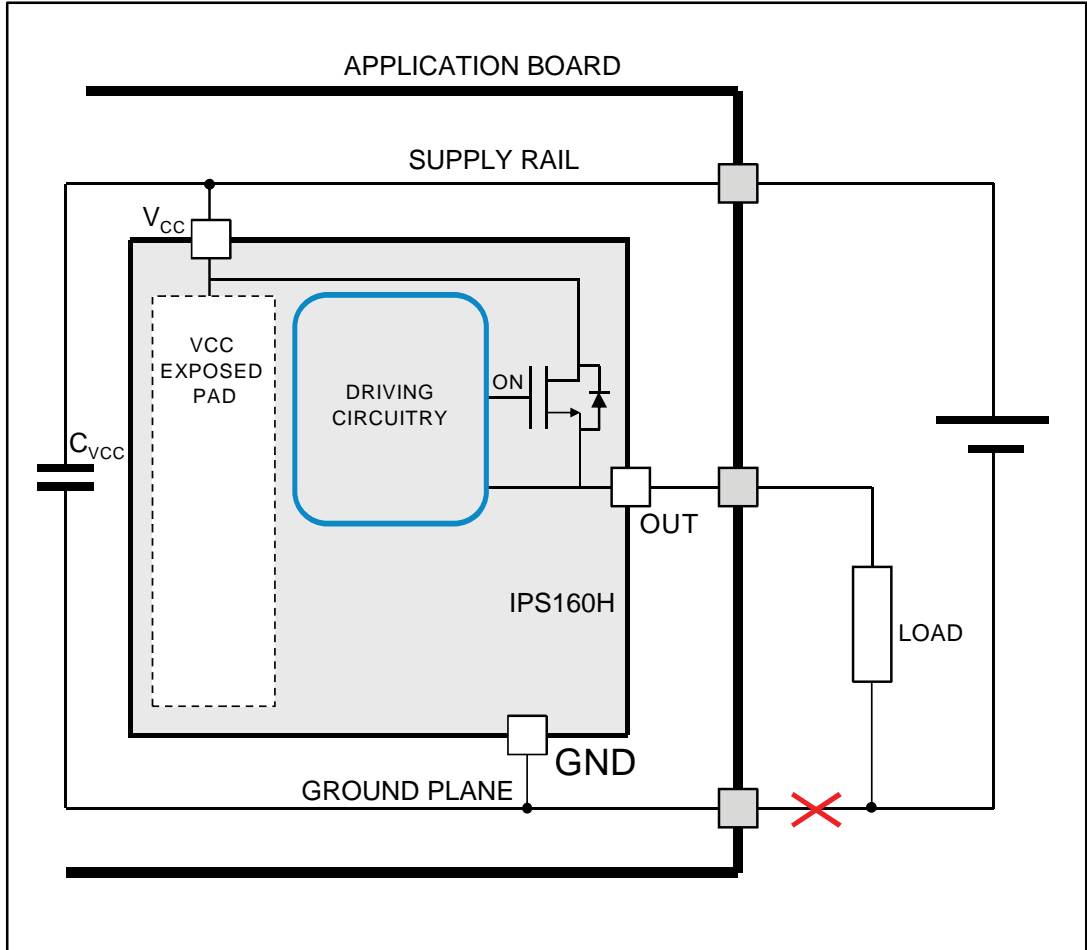 APPLICATION BOARD
SUPPLY RAIL
VCC
VCC
EXPOSED
PAD
DRIVING
CIRCUITRY
ON
CVCC
OUT
IPS160H
LOAD
GND
GROUND PLANE